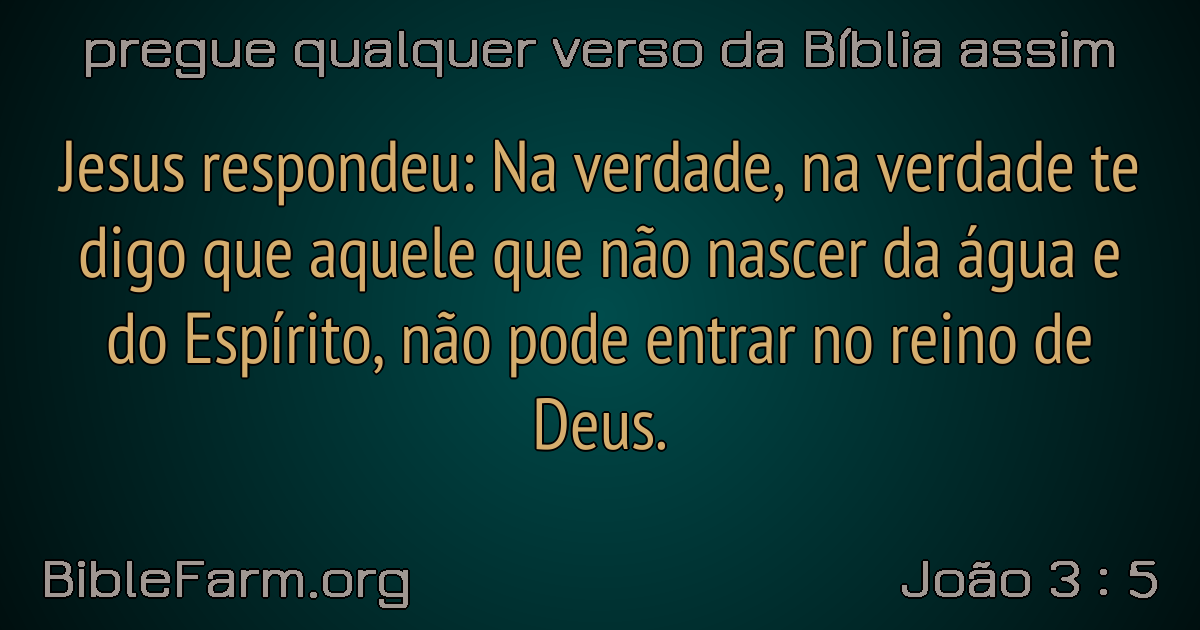 pregue qualquer verso da Bíblia assim
Jesus respondeu: Na verdade, na verdade te
digo que aquele que não nascer da água e
do Espírito, não pode entrar no reino de
Deus.
BibleFarm.org
João 3 : 5